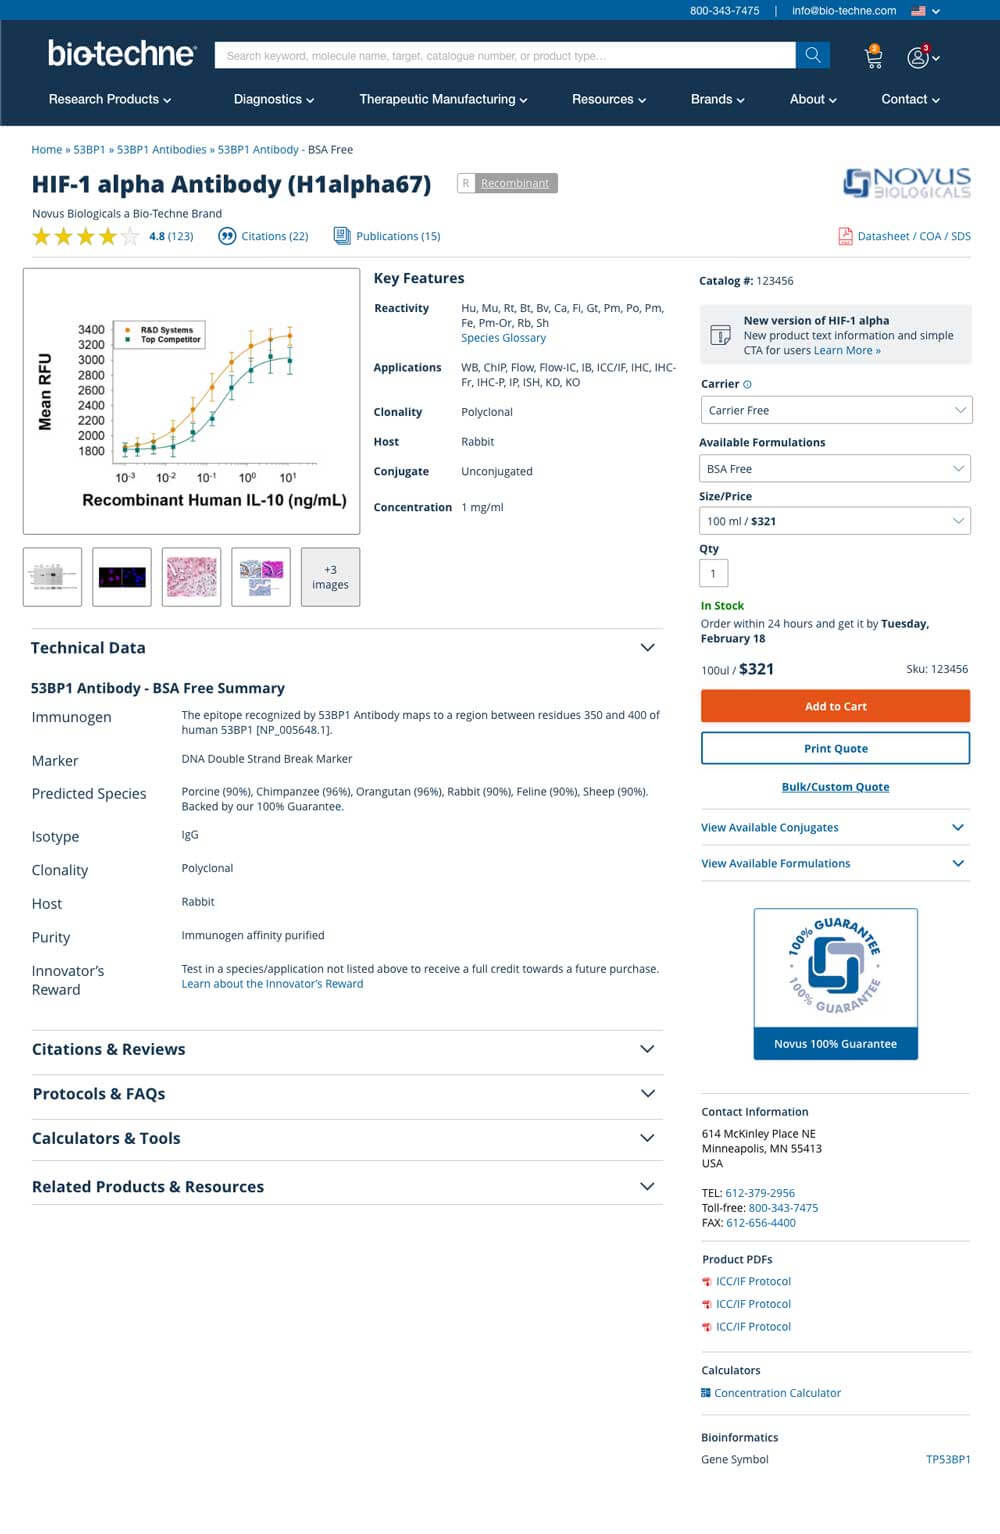 800-343-7475 | info@bio-techne.com
bio-techne
Search keyword, molecule name, target, catalogue number, or product type...
3
3
Research Products
Diagnostics
Therapeutic Manufacturing
Resources
Brands
About
Contact
Home » 53BP1 » 53BP1 Antibodies » 53BP1 Antibody - BSA Free
HIF-1 alpha Antibody (H1alpha67)
R Recombinant
NOVUS
BIOLOGICALS
Novus Biologicals a Bio-Techne Brand
4.8 (123)
Citations (22)
Publications (15)
Datasheet / COA / SDS
3400
3200
3000
2800
2600
2400
2200
2000
1800
Mean RFU
R&D Systems
Top Competitor
10-3 10-2 10-1 100 101
Recombinant Human IL-10 (ng/mL)
+3
images
Key Features
Reactivity Hu, Mu, Rt, Bt, Bv, Ca, Fi, Gt, Pm, Po, Pm,
Fe, Pm-Or, Rb, Sh
Species Glossary
Applications WB, ChIP, Flow, Flow-IC, IB, ICC/IF, IHC, IHC-
Fr, IHC-P, IP, ISH, KD, KO
Clonality Polyclonal
Host Rabbit
Conjugate Unconjugated
Concentration 1 mg/ml
Catalog #: 123456
New version of HIF-1 alpha
New product text information and simple
CTA for users Learn More »
Carrier
Carrier Free
Available Formulations
BSA Free
Size/Price
100 ml / $321
Qty
1
In Stock
Order within 24 hours and get it by Tuesday,
February 18
100ul / $321
Sku: 123456
Add to Cart
Print Quote
Bulk/Custom Quote
View Available Conjugates
View Available Formulations
100% GUARANTEE
100% GUARANTEE
Novus 100% Guarantee
Technical Data
53BP1 Antibody - BSA Free Summary
Immunogen The epitope recognized by 53BP1 Antibody maps to a region between residues 350 and 400 of
human 53BP1 [NP_005648.1].
Marker DNA Double Strand Break Marker
Predicted Species Porcine (90%), Chimpanzee (96%), Orangutan (96%), Rabbit (90%), Feline (90%), Sheep (90%).
Backed by our 100% Guarantee.
Isotype IgG
Clonality Polyclonal
Host Rabbit
Purity Immunogen affinity purified
Innovator's
Reward
Test in a species/application not listed above to receive a full credit towards a future purchase.
Learn about the Innovator's Reward
Citations & Reviews
Protocols & FAQs
Calculators & Tools
Related Products & Resources
Contact Information
614 McKinley Place NE
Minneapolis, MN 55413
USA
TEL: 612-379-2956
Toll-free: 800-343-7475
FAX: 612-656-4400
Product PDFs
ICC/IF Protocol
ICC/IF Protocol
ICC/IF Protocol
Calculators
Concentration Calculator
Bioinformatics
Gene Symbol TP53BP1